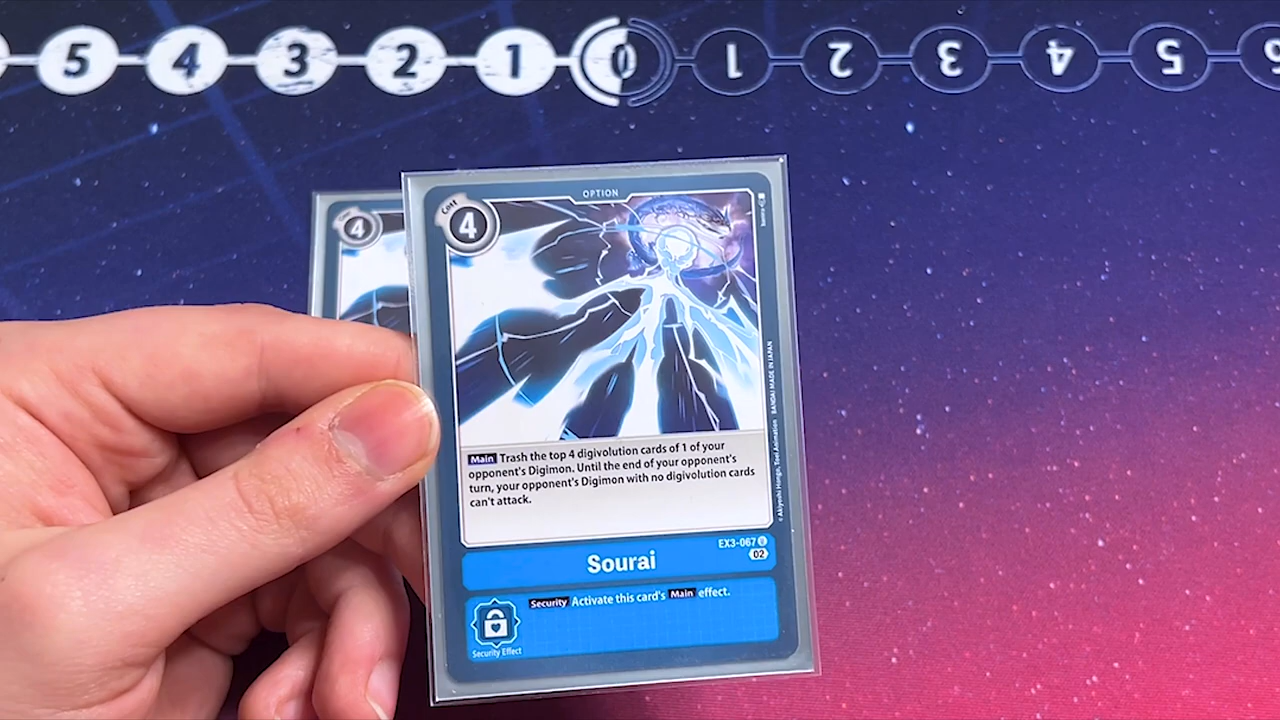 5 4 3 2 1 0 1 2 3 4 5 6
4
OPTION
Cost
4
Main Trash the top 4 digivolution cards of 1 of your
opponent's Digimon. Until the end of your opponent's
turn, your opponent's Digimon with no digivolution cards
can't attack.
© Akiyoshi Hongo, Toei Animation BANDAI MADE IN JAPAN
EX3-067 U
02
Sourai
Security Activate this card's Main effect.
Security Effect